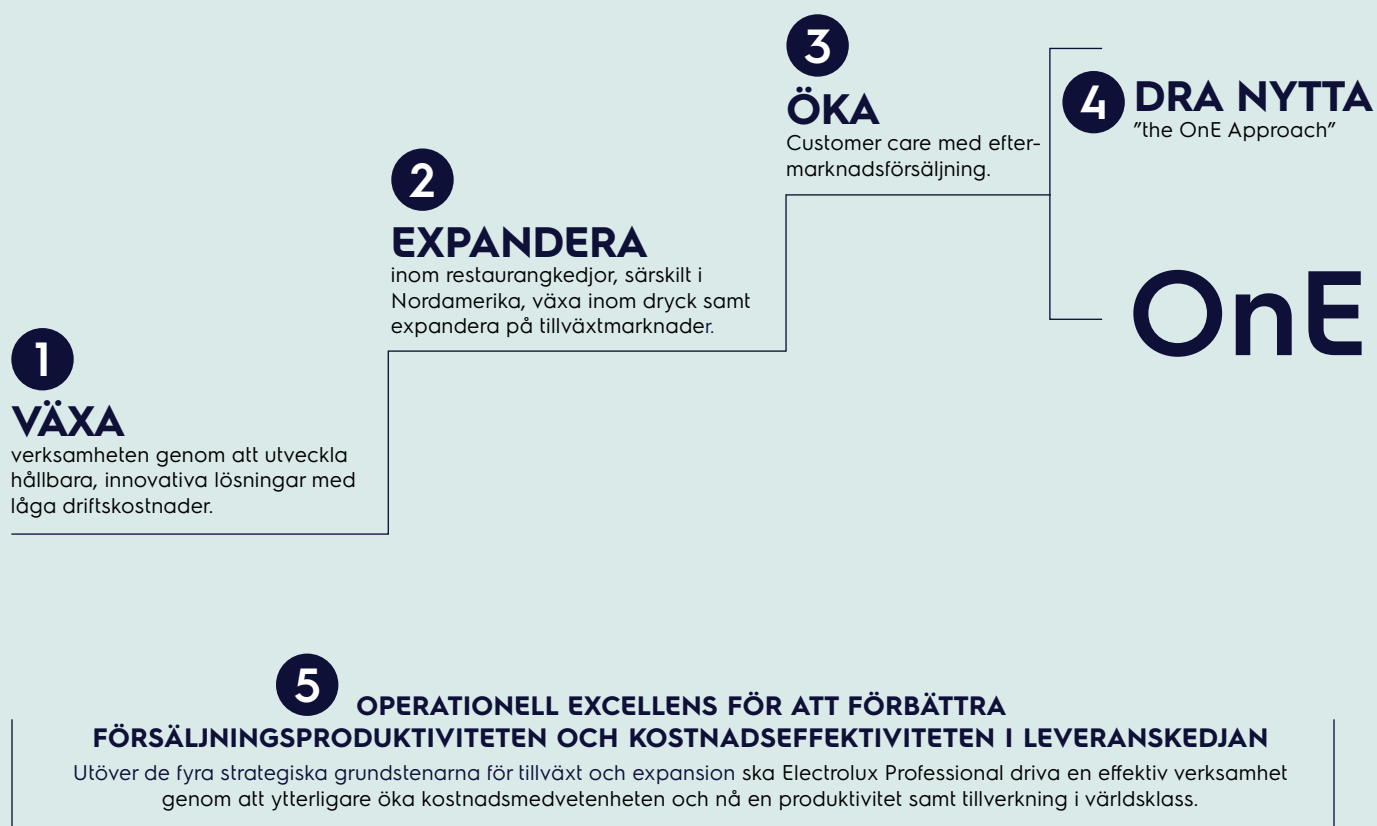 1
VÄXA
verksamheten genom att utveckla
hållbara, innovativa lösningar med
låga driftskostnader.
2
EXPANDERA
inom restaurangkedjor, särskilt i
Nordamerika, växa inom dryck samt
expandera på tillväxtmarknader.
3
ÖKA
Customer care med efter-
marknadsförsäljning.
4 DRA NYTTA
”the OnE Approach”
OnE
5 OPERATIONELL EXCELLENS FÖR ATT FÖRBÄTTRA
FÖRSÄLJNINGSPRODUKTIVITETEN OCH KOSTNADSEFFEKTIVITETEN I LEVERANSKEDJAN
Utöver de fyra strategiska grundstenarna för tillväxt och expansion ska Electrolux Professional driva en effektiv verksamhet
genom att ytterligare öka kostnadsmedvetenheten och nå en produktivitet samt tillverkning i världsklass.